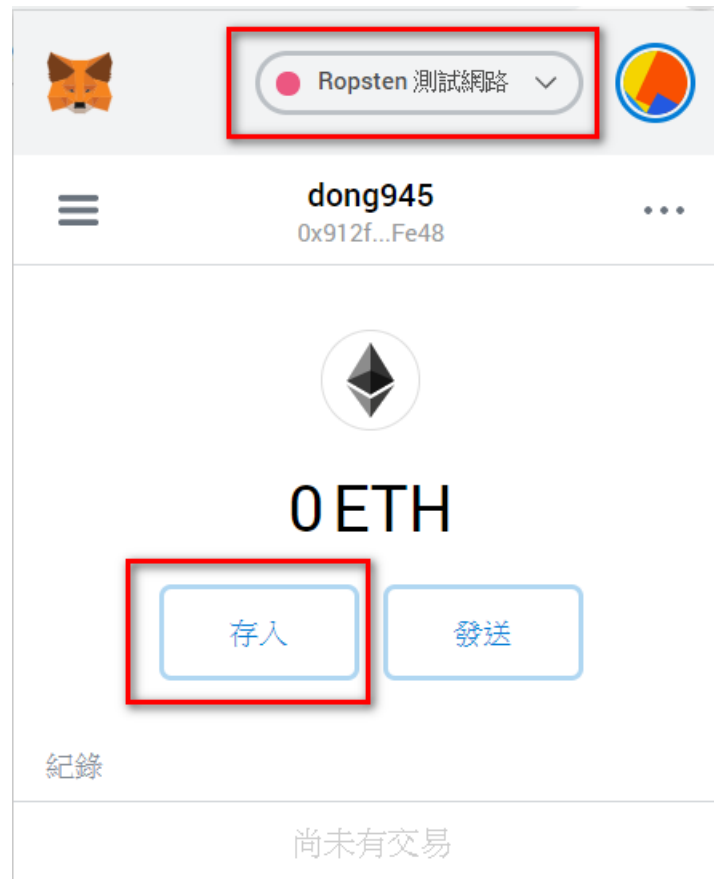 Ropsten 測試網路
dong945
0x912f...Fe48
0 ETH
存入
發送
紀錄
尚未有交易